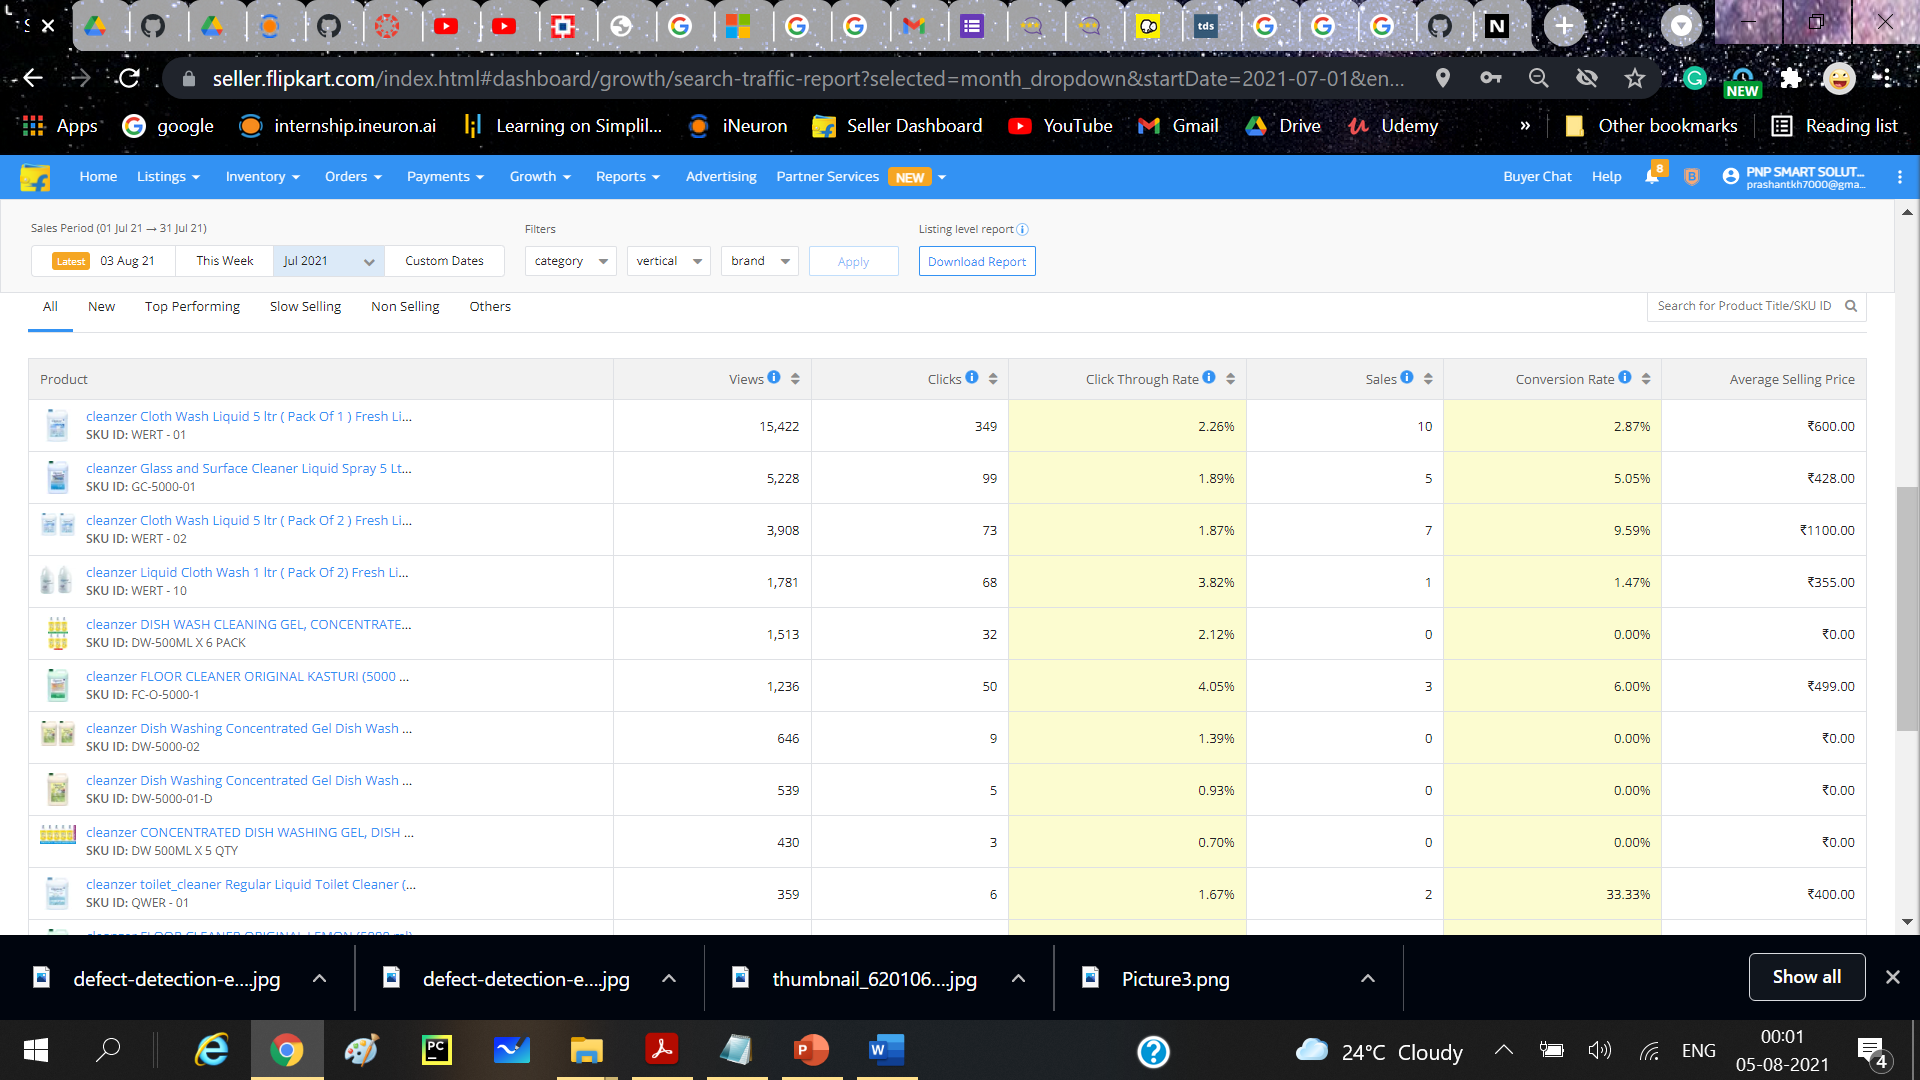 tds
N
seller.flipkart.com/index.html#dashboard/growth/search-traffic-report?selected=month_dropdown&startDate=2021-07-01&en...
NEW
Apps google internship.ineuron.ai Learning on Simplil... iNeuron Seller Dashboard YouTube Gmail Drive Udemy » Other bookmarks Reading list
Home Listings Inventory Orders Payments Growth Reports Advertising Partner Services NEW Buyer Chat Help 8 PNP SMART SOLUT...
prashantkh7000@gma...
Sales Period (01 Jul 21 → 31 Jul 21) Filters Listing level report
Latest 03 Aug 21 This Week Jul 2021 Custom Dates category vertical brand Apply Download Report
All New Top Performing Slow Selling Non Selling Others Search for Product Title/SKU ID
Product Views Clicks Click Through Rate Sales Conversion Rate Average Selling Price
cleanzer Cloth Wash Liquid 5 ltr ( Pack Of 1 ) Fresh Li...
SKU ID: WERT - 01 15,422 349 2.26% 10 2.87% ₹600.00
cleanzer Glass and Surface Cleaner Liquid Spray 5 Lt...
SKU ID: GC-5000-01 5,228 99 1.89% 5 5.05% ₹428.00
cleanzer Cloth Wash Liquid 5 ltr ( Pack Of 2 ) Fresh Li...
SKU ID: WERT - 02 3,908 73 1.87% 7 9.59% ₹1100.00
cleanzer Liquid Cloth Wash 1 ltr ( Pack Of 2) Fresh Li...
SKU ID: WERT - 10 1,781 68 3.82% 1 1.47% ₹355.00
cleanzer DISH WASH CLEANING GEL, CONCENTRATE...
SKU ID: DW-500ML X 6 PACK 1,513 32 2.12% 0 0.00% ₹0.00
cleanzer FLOOR CLEANER ORIGINAL KASTURI (5000 ...
SKU ID: FC-O-5000-1 1,236 50 4.05% 3 6.00% ₹499.00
cleanzer Dish Washing Concentrated Gel Dish Wash ...
SKU ID: DW-5000-02 646 9 1.39% 0 0.00% ₹0.00
cleanzer Dish Washing Concentrated Gel Dish Wash ...
SKU ID: DW-5000-01-D 539 5 0.93% 0 0.00% ₹0.00
cleanzer CONCENTRATED DISH WASHING GEL, DISH ...
SKU ID: DW 500ML X 5 QTY 430 3 0.70% 0 0.00% ₹0.00
cleanzer toilet_cleaner Regular Liquid Toilet Cleaner (...
SKU ID: QWER - 01 359 6 1.67% 2 33.33% ₹400.00
cleanzer FLOOR CLEANER ORIGINAL LEMON (5000 ml)
defect-detection-e....jpg defect-detection-e....jpg thumbnail_620106....jpg Picture3.png Show all
24°C Cloudy ENG 00:01
05-08-2021 4